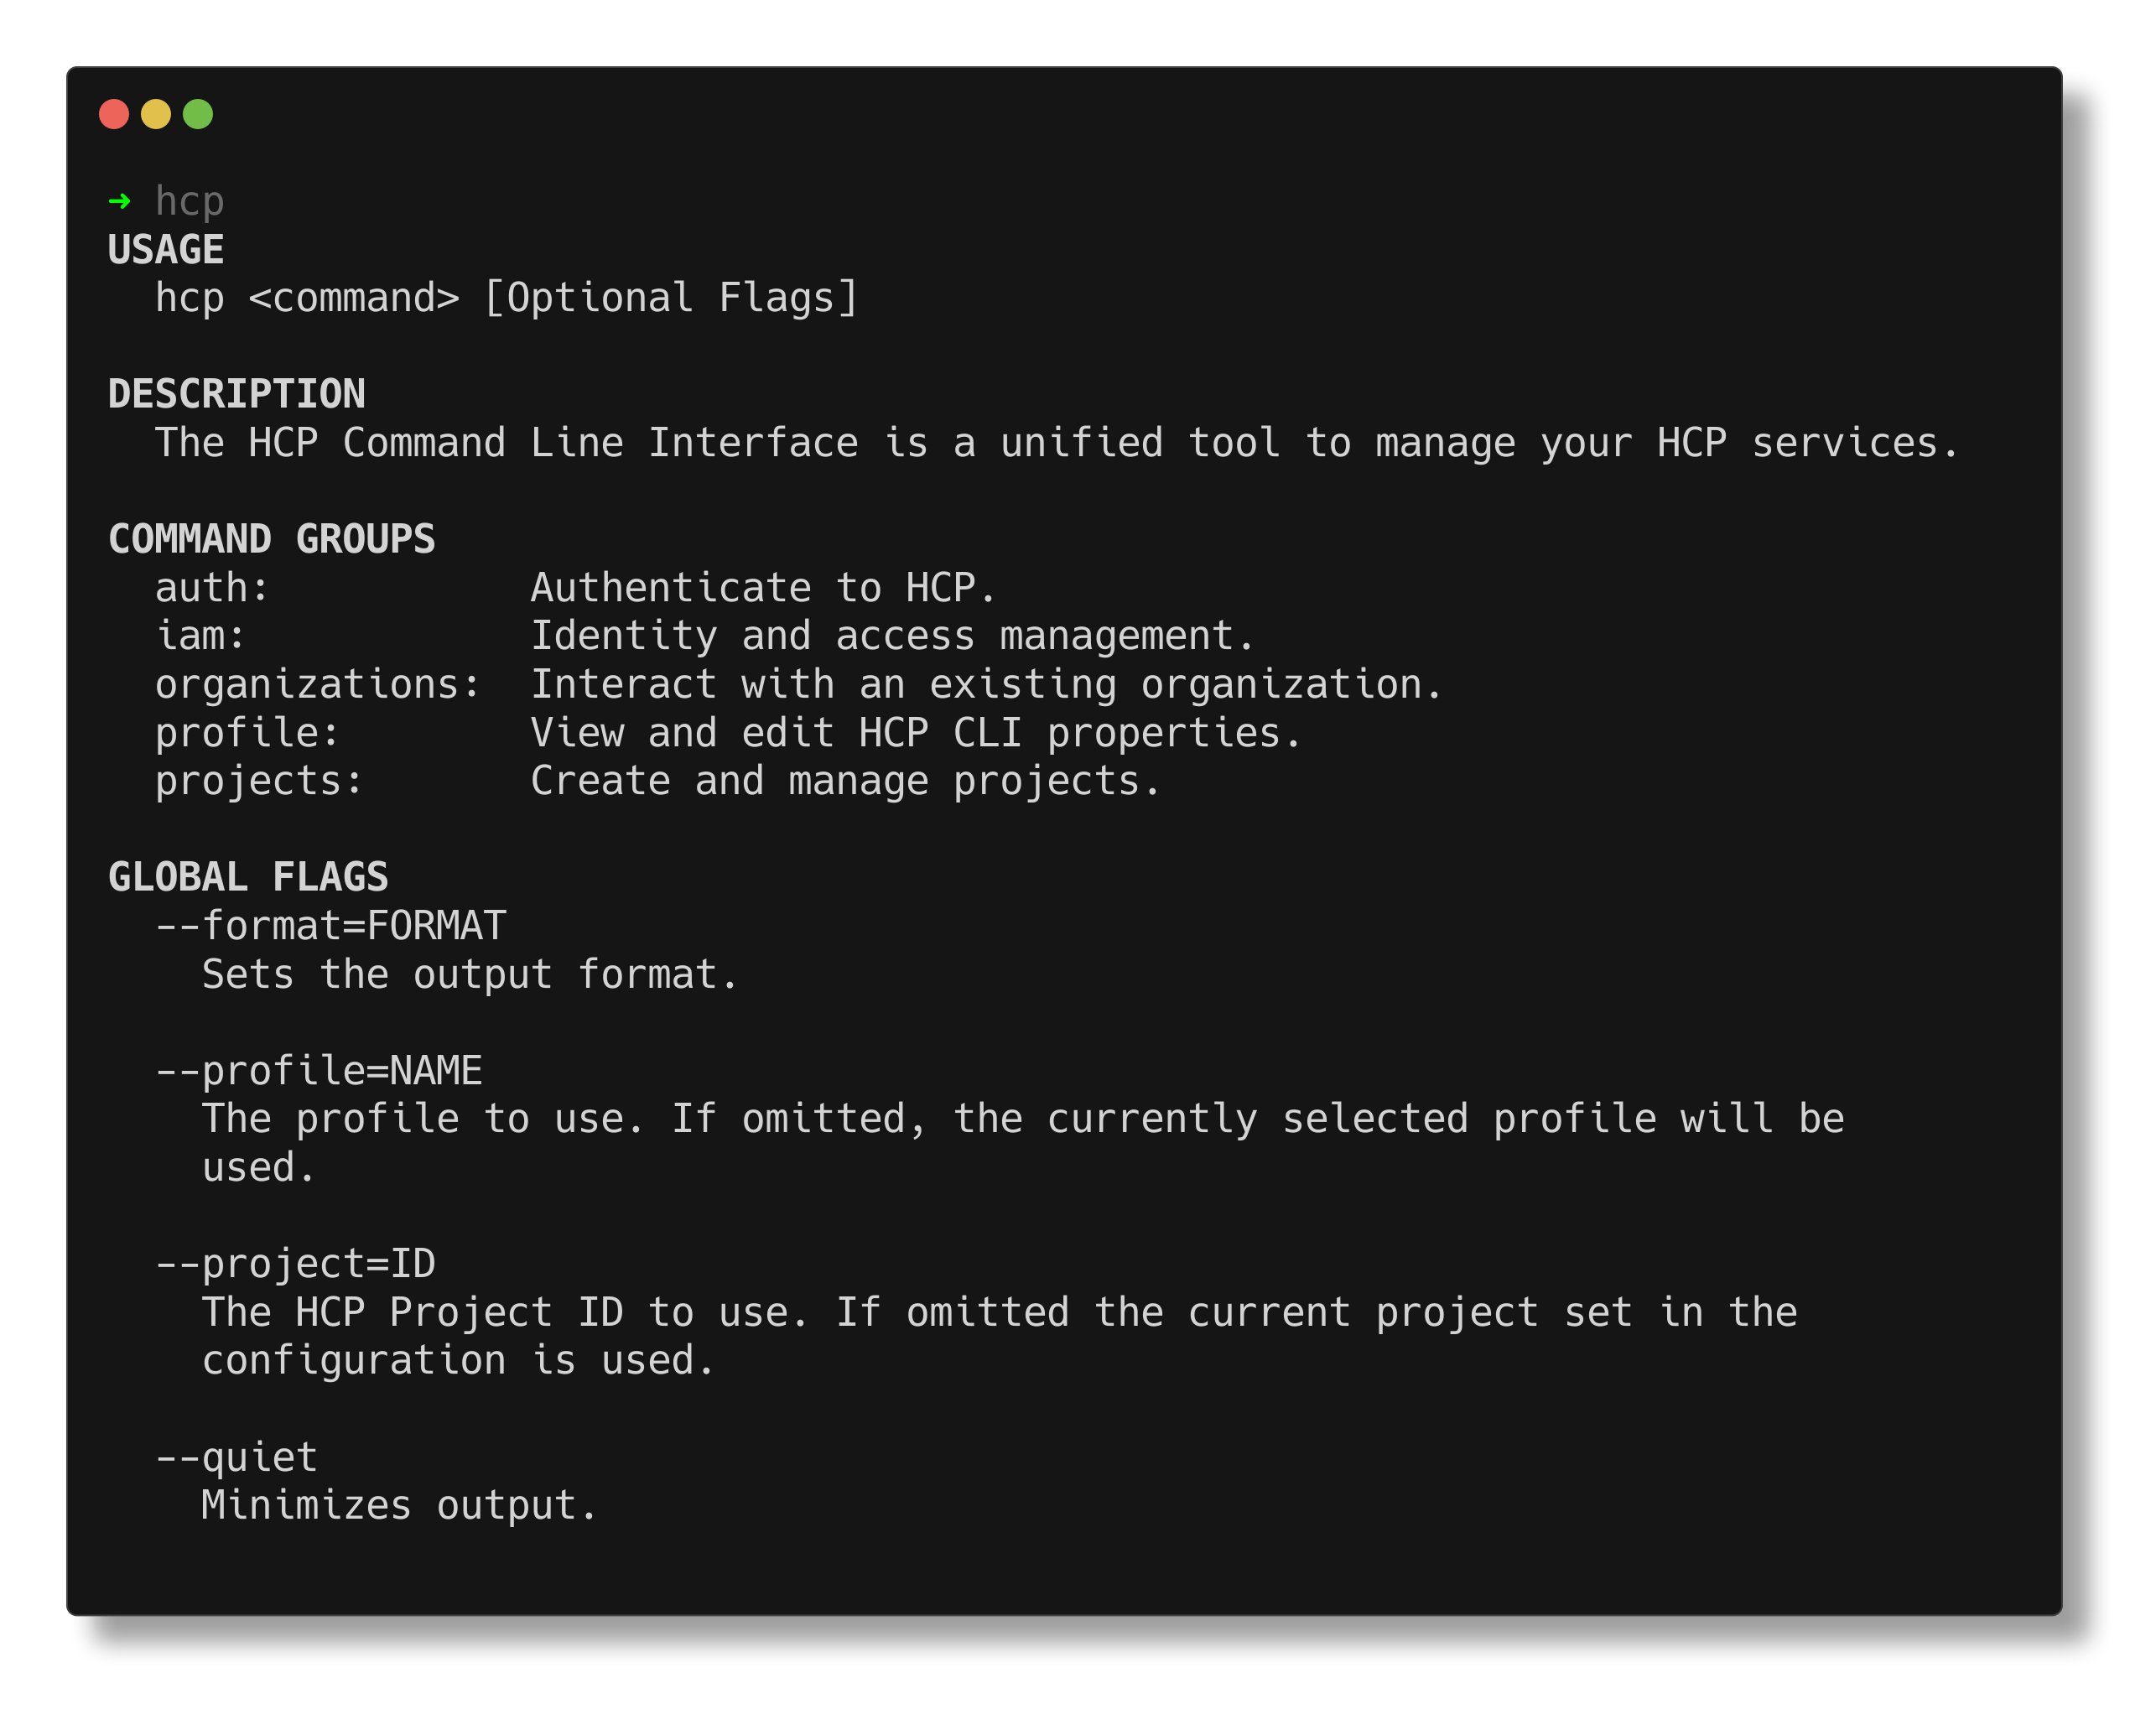 ➜ hcp
USAGE
  hcp <command> [Optional Flags]

DESCRIPTION
  The HCP Command Line Interface is a unified tool to manage your HCP services.

COMMAND GROUPS
  auth:           Authenticate to HCP.
  iam:            Identity and access management.
  organizations:  Interact with an existing organization.
  profile:        View and edit HCP CLI properties.
  projects:       Create and manage projects.

GLOBAL FLAGS
  --format=FORMAT
    Sets the output format.

  --profile=NAME
    The profile to use. If omitted, the currently selected profile will be
    used.

  --project=ID
    The HCP Project ID to use. If omitted the current project set in the
    configuration is used.

  --quiet
    Minimizes output.